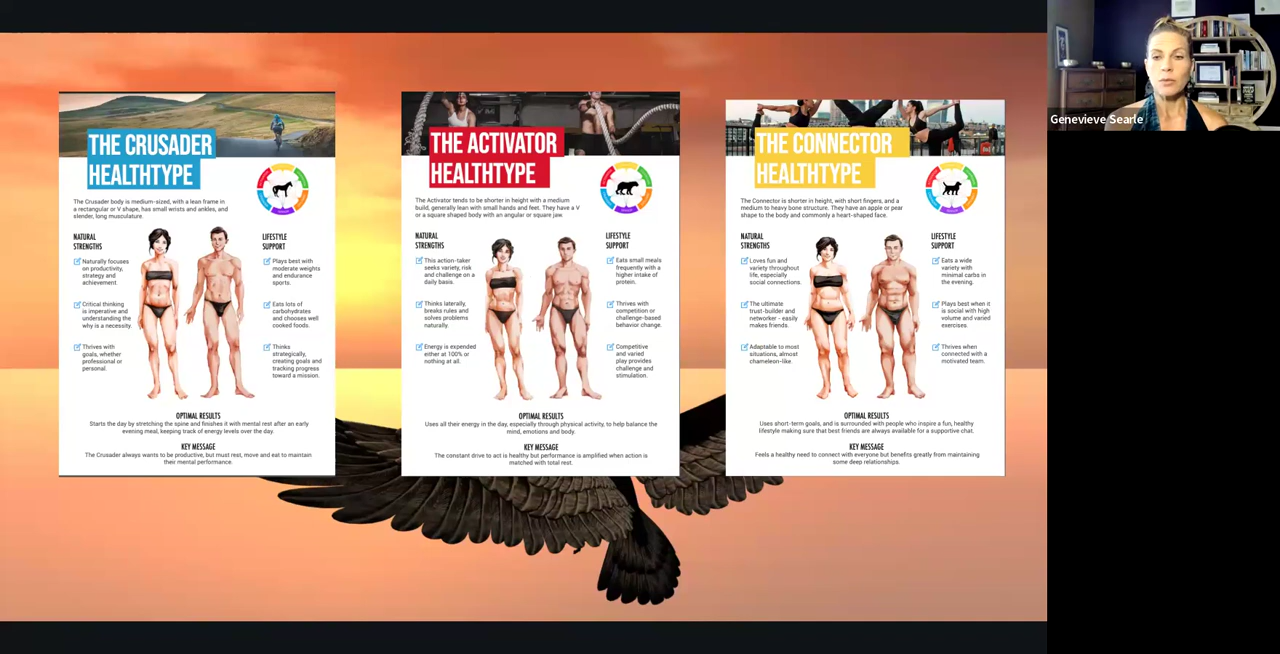 THE CRUSADER
HEALTHTYPE
The Crusader body is medium-sized, with a lean frame in
a rectangular or V shape, has small wrists and ankles, and
slender, long musculature.
NATURAL
STRENGTHS
Naturally focuses
on productivity,
strategy and
achievement.
Critical thinking
is imperative and
understanding the
why is a necessity.
Thrives with
goals, whether
professional or
personal.
LIFESTYLE
SUPPORT
Plays best with
moderate weights
and endurance
sports.
Eats lots of
carbohydrates
and chooses well
cooked foods.
Thinks
strategically,
creating goals and
tracking progress
toward a mission.
OPTIMAL RESULTS
Starts the day by stretching the spine and finishes it with mental rest after an early
evening meal, keeping track of energy levels over the day.
KEY MESSAGE
The Crusader always wants to be productive, but must rest, move and eat to maintain
their mental performance.
THE ACTIVATOR
HEALTHTYPE
The Activator tends to be shorter in height with a medium
build, generally lean with small hands and feet. They have a V
or a square shaped body with an angular or square jaw.
NATURAL
STRENGTHS
This action-taker
seeks variety, risk
and challenge on a
daily basis.
Thinks laterally,
breaks rules and
solves problems
naturally.
Energy is expended
either at 100% or
nothing at all.
LIFESTYLE
SUPPORT
Eats small meals
frequently with a
higher intake of
protein.
Thrives with
competition or
challenge-based
behavior change.
Competitive
and varied
play provides
challenge and
stimulation.
OPTIMAL RESULTS
Uses all their energy in the day, especially through physical activity, to help balance the
mind, emotions and body.
KEY MESSAGE
The constant drive to act is healthy but performance is amplified when action is
matched with total rest.
THE CONNECTOR
HEALTHTYPE
The Connector is shorter in height, with short fingers, and a
medium to heavy bone structure. They have an apple or pear
shape to the body and commonly a heart-shaped face.
NATURAL
STRENGTHS
Loves fun and
variety throughout
life, especially
social connections.
The ultimate
trust-builder and
networker - easily
makes friends.
Adaptable to most
situations, almost
chameleon-like.
LIFESTYLE
SUPPORT
Eats a wide
variety with
minimal carbs in
the evening.
Plays best when it
is social with high
volume and varied
exercises
Thrives when
connected with a
motivated team.
OPTIMAL RESULTS
Uses short-term goals, and is surrounded with people who inspire a fun, healthy
lifestyle making sure that best friends are always available for a supportive chat.
KEY MESSAGE
Feels a healthy need to connect with everyone but benefits greatly from maintaining
some deep relationships.
Genevieve Searle